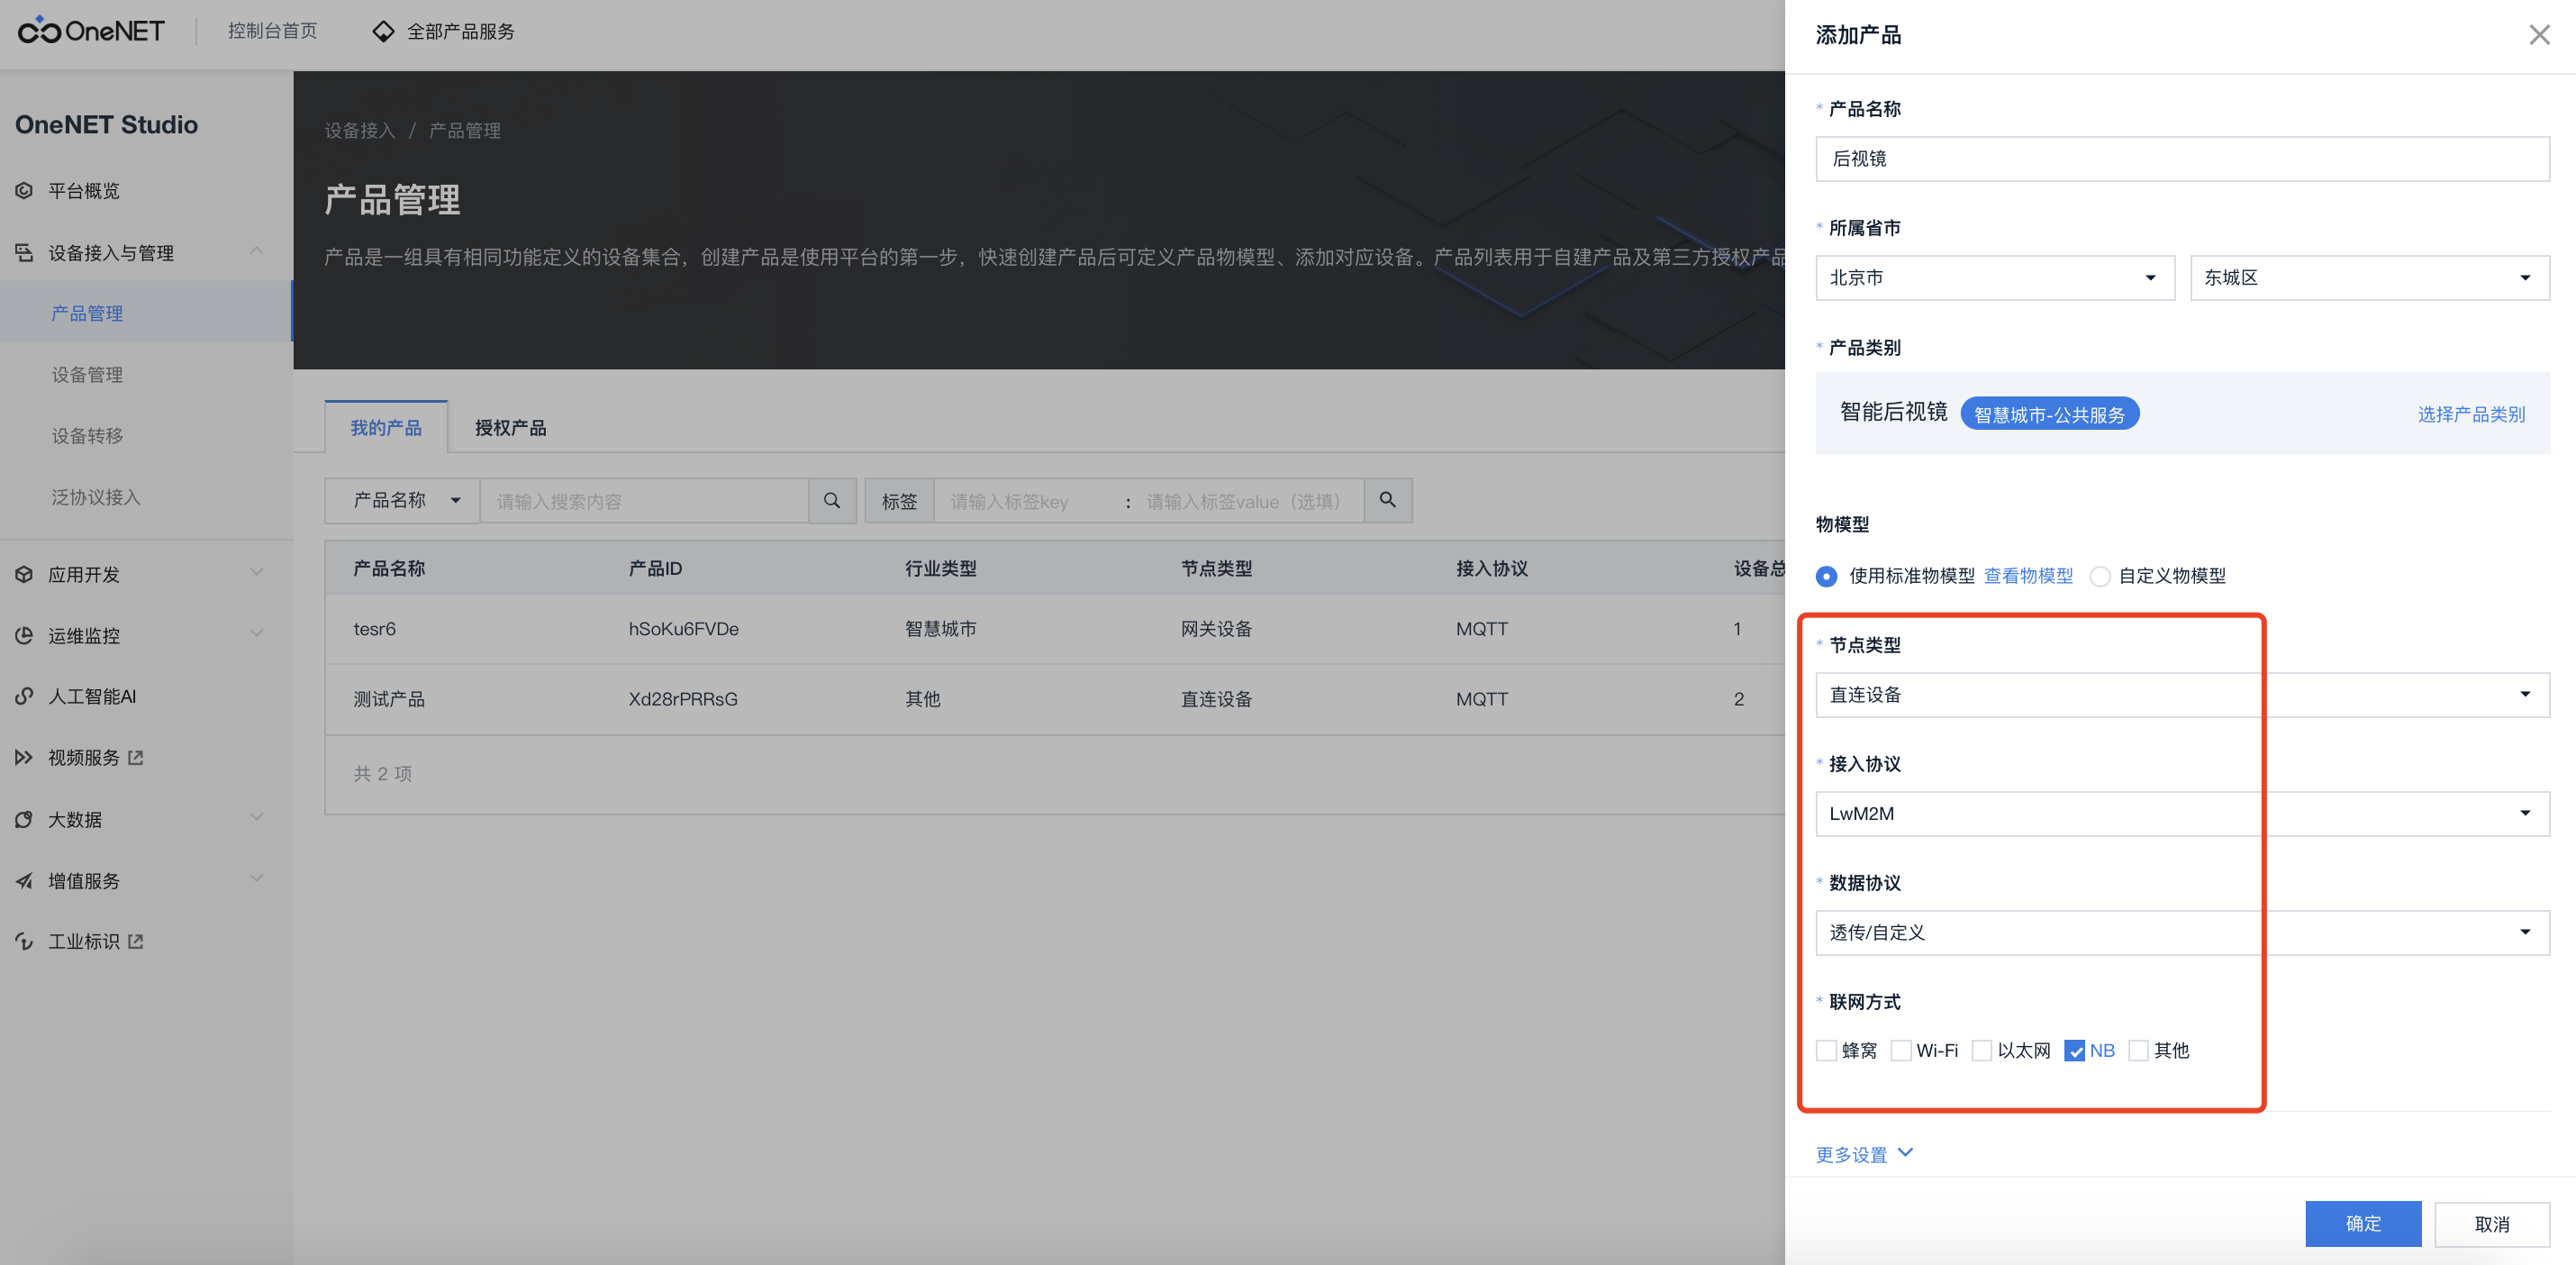 OneNET 控制台首页 全部产品服务
OneNET Studio
平台概览
设备接入与管理
产品管理
设备管理
设备转移
泛协议接入
应用开发
运维监控
人工智能AI
视频服务
大数据
增值服务
工业标识
设备接入 / 产品管理
产品管理
产品是一组具有相同功能定义的设备集合，创建产品是使用平台的第一步，快速创建产品后可定义产品物模型、添加对应设备。产品列表用于自建产品及第三方授权产品
我的产品 授权产品
产品名称 请输入搜索内容 标签 请输入标签key : 请输入标签value（选填）
产品名称 产品ID 行业类型 节点类型 接入协议 设备总
tesr6 hSoKu6FVDe 智慧城市 网关设备 MQTT 1
测试产品 Xd28rPRRsG 其他 直连设备 MQTT 2
共 2 项
添加产品
* 产品名称
后视镜
* 所属省市
北京市 东城区
* 产品类别
智能后视镜 智慧城市-公共服务 选择产品类别
物模型
使用标准物模型 查看物模型 自定义物模型
* 节点类型
直连设备
* 接入协议
LwM2M
* 数据协议
透传/自定义
* 联网方式
蜂窝 Wi-Fi 以太网 NB 其他
更多设置
确定 取消